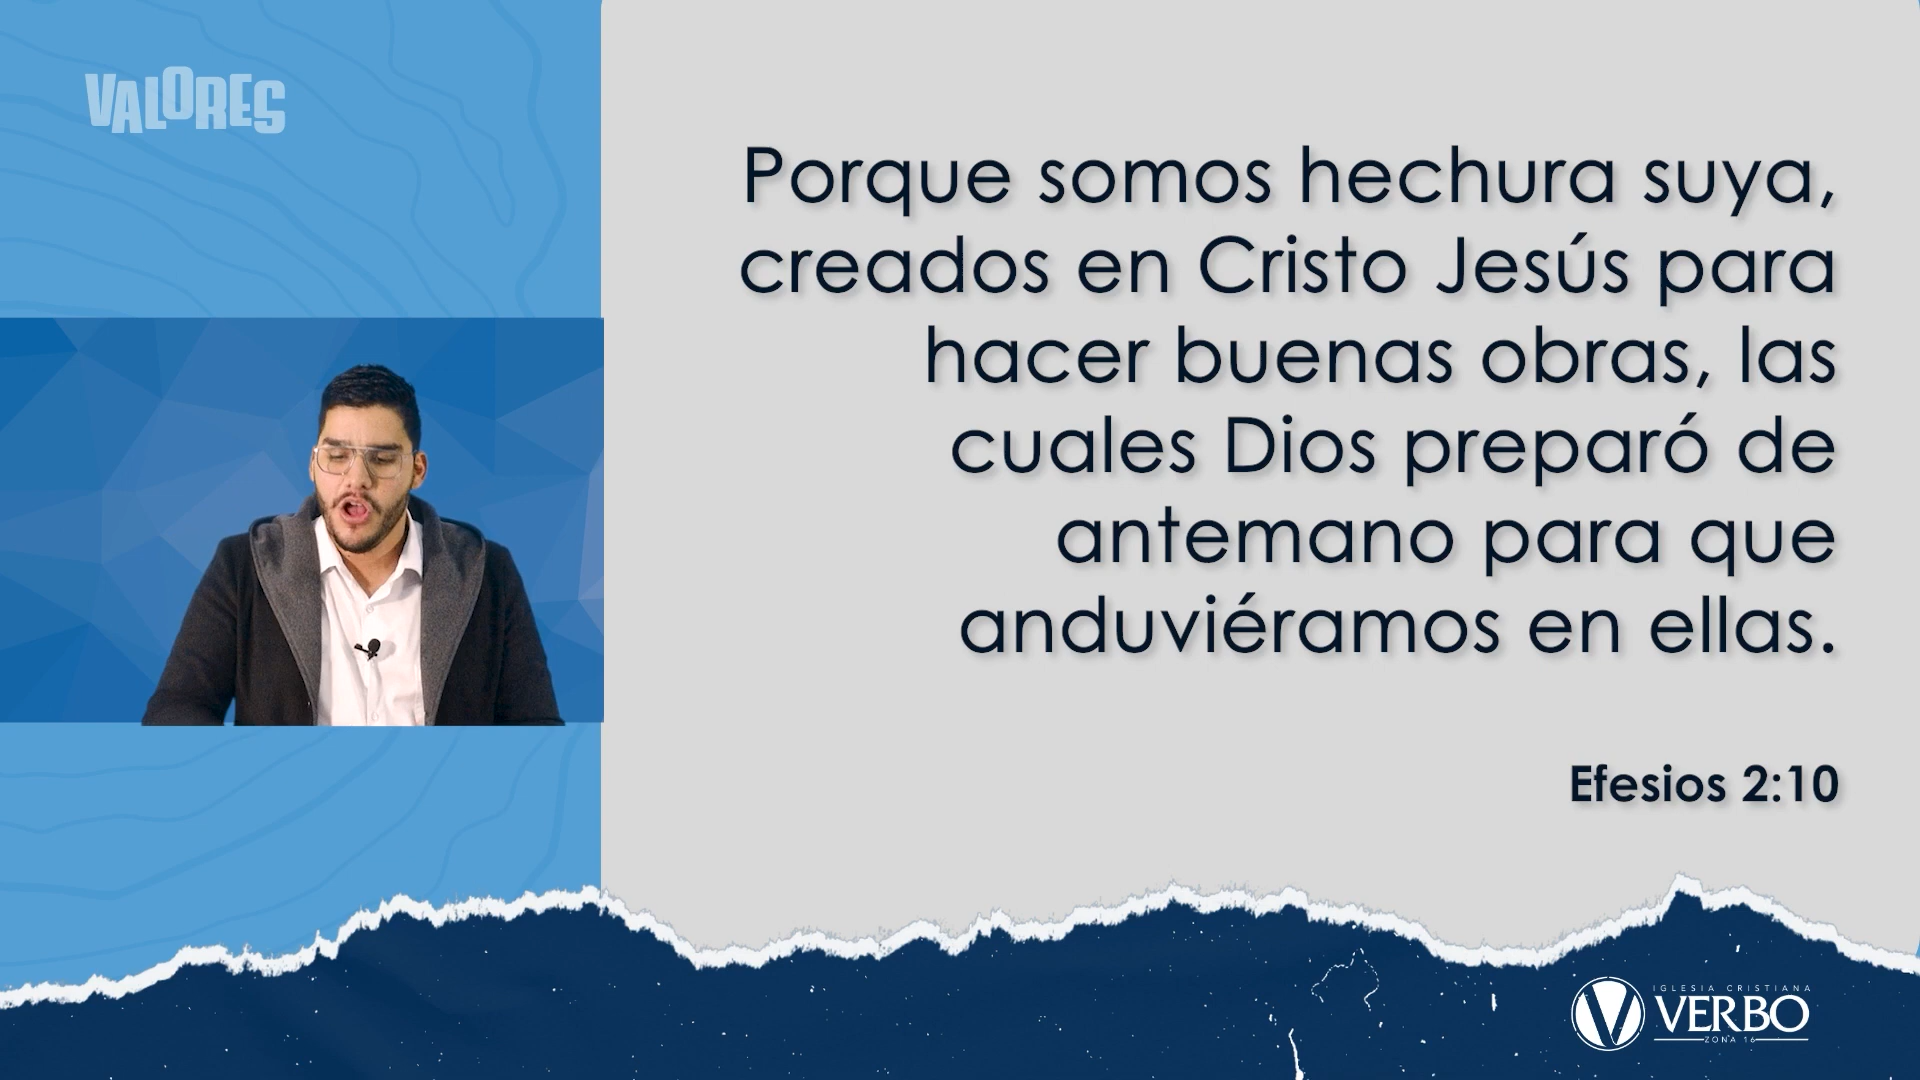 VALORES
Porque somos hechura suya,
creados en Cristo Jesús para
hacer buenas obras, las
cuales Dios preparó de
antemano para que
anduviéramos en ellas.
Efesios 2:10
IGLESIA CRISTIANA
VERBO
ZONA 16